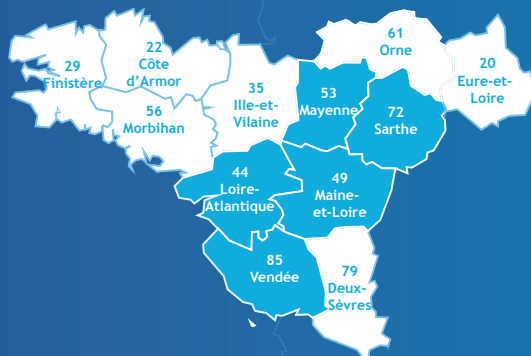 29
Finistère
22
Côte
d'Armor
56
Morbihan
35
Ille-et-
Vilaine
61
Orne
20
Eure-et-
Loire
53
Mayenne
72
Sarthe
44
Loire-
Atlantique
49
Maine-
et-Loire
85
Vendée
79
Deux-
Sèvres